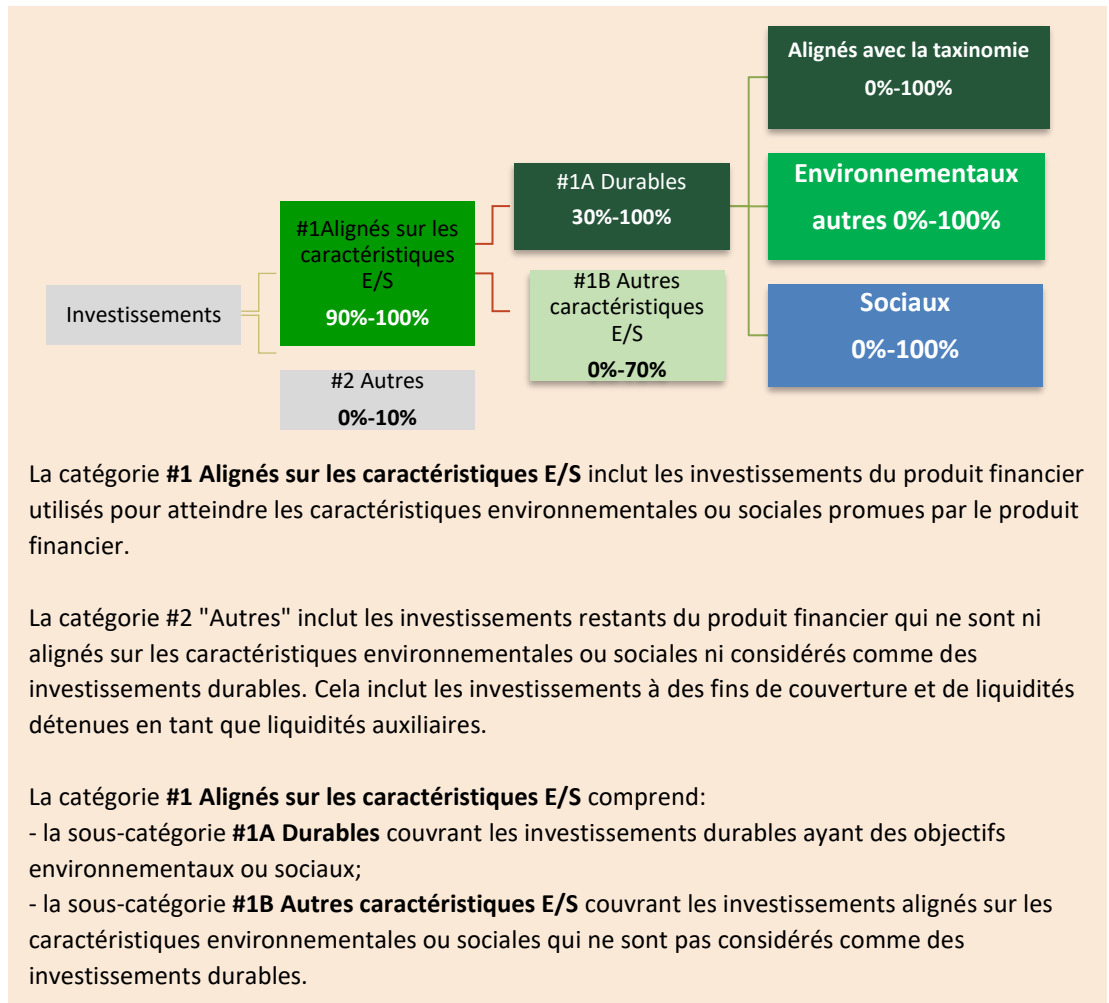 Alignés avec la taxinomie
0%-100%
#1A Durables
30%-100%
Environnementaux
autres 0%-100%
#1Alignés sur les
caractéristiques
E/S
90%-100%
#1B Autres
caractéristiques
E/S
0%-70%
Investissements
Sociaux
0%-100%
#2 Autres
0%-10%
La catégorie #1 Alignés sur les caractéristiques E/S inclut les investissements du produit financier
utilisés pour atteindre les caractéristiques environnementales ou sociales promues par le produit
financier.
La catégorie #2 "Autres" inclut les investissements restants du produit financier qui ne sont ni
alignés sur les caractéristiques environnementales ou sociales ni considérés comme des
investissements durables. Cela inclut les investissements à des fins de couverture et de liquidités
détenues en tant que liquidités auxiliaires.
La catégorie #1 Alignés sur les caractéristiques E/S comprend:
- la sous-catégorie #1A Durables couvrant les investissements durables ayant des objectifs
environnementaux ou sociaux;
- la sous-catégorie #1B Autres caractéristiques E/S couvrant les investissements alignés sur les
caractéristiques environnementales ou sociales qui ne sont pas considérés comme des
investissements durables.